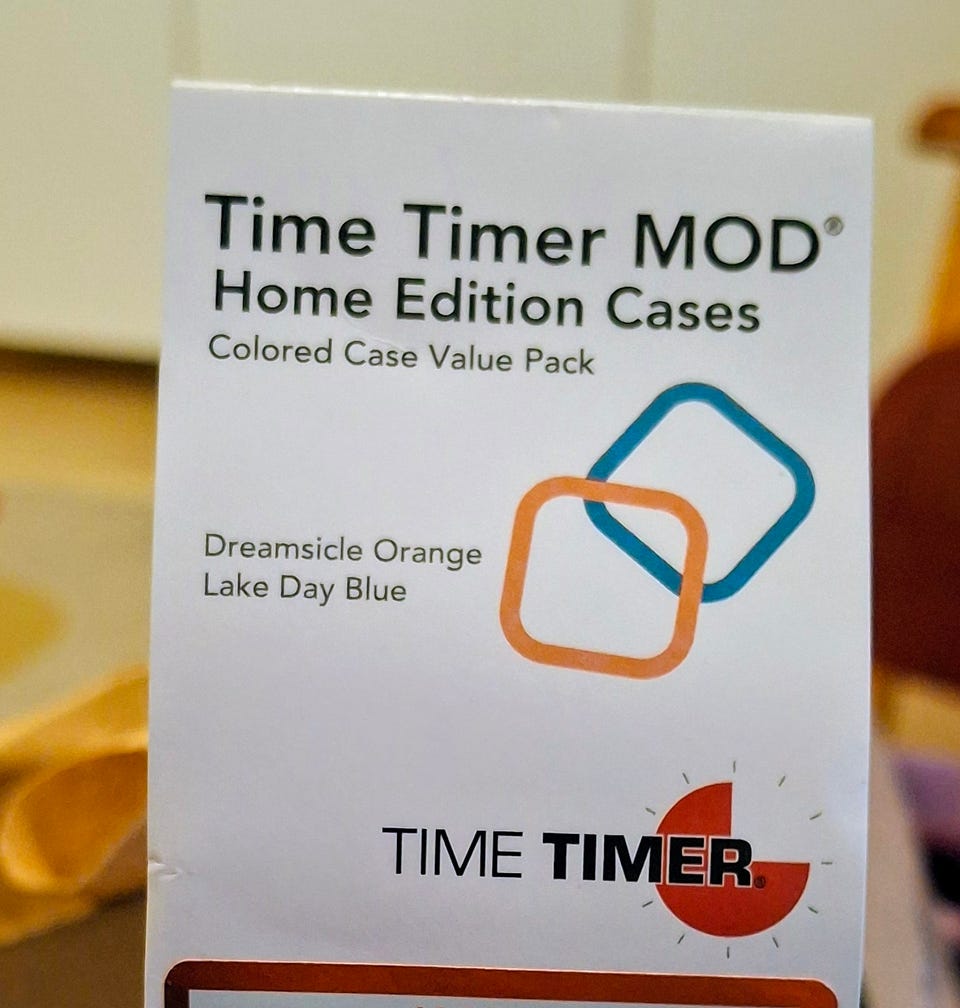 Time Timer MOD®
Home Edition Cases
Colored Case Value Pack
Dreamsicle Orange
Lake Day Blue
TIME TIMER®